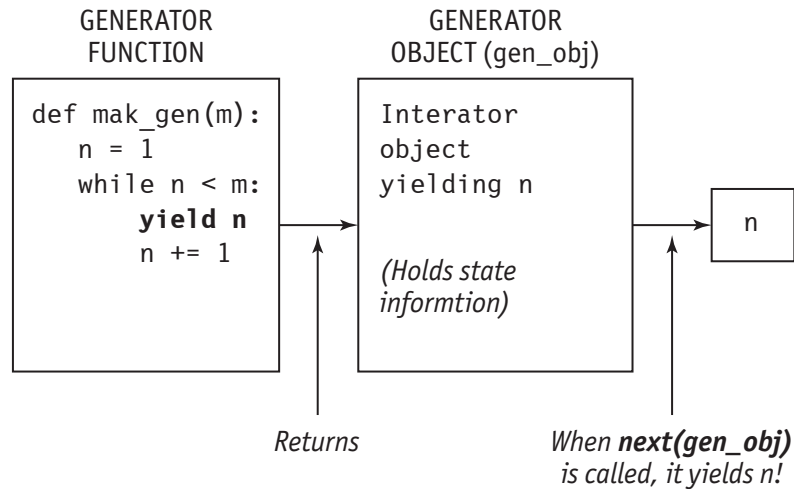 GENERATOR
FUNCTION
def mak_gen(m):
n = 1
while n < m:
yield n
n += 1
GENERATOR
OBJECT (gen_obj)
Interator
object
yielding n
(Holds state
informtion)
n
Returns
When next(gen_obj)
is called, it yields n!